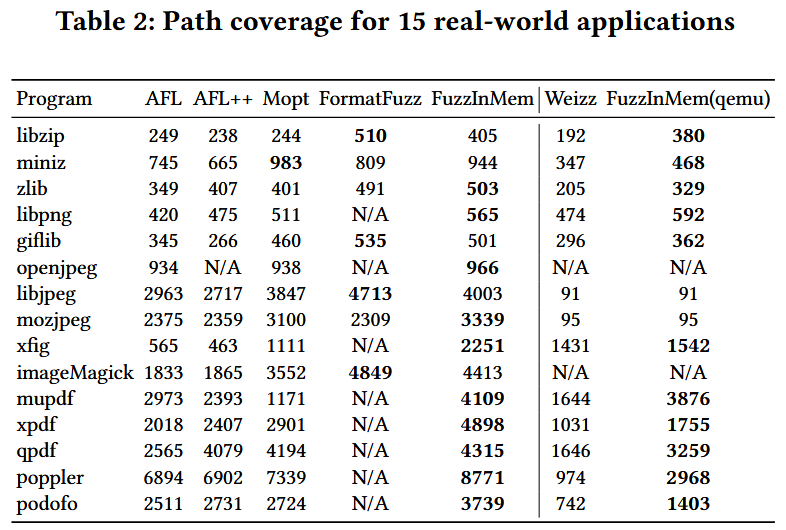 Table 2: Path coverage for 15 real-world applications
Program AFL AFL++ Mopt FormatFuzz FuzzInMem Weizz FuzzInMem(qemu)
libzip 249 238 244 510 405 192 380
miniz 745 665 983 809 944 347 468
zlib 349 407 401 491 503 205 329
libpng 420 475 511 N/A 565 474 592
giflib 345 266 460 535 501 296 362
openjpeg 934 N/A 938 N/A 966 N/A N/A
libjpeg 2963 2717 3847 4713 4003 91 91
mozjpeg 2375 2359 3100 2309 3339 95 95
xfig 565 463 1111 N/A 2251 1431 1542
imageMagick 1833 1865 3552 4849 4413 N/A N/A
mupdf 2973 2393 1171 N/A 4109 1644 3876
xpdf 2018 2407 2901 N/A 4898 1031 1755
qpdf 2565 4079 4194 N/A 4315 1646 3259
poppler 6894 6902 7339 N/A 8771 974 2968
podofo 2511 2731 2724 N/A 3739 742 1403